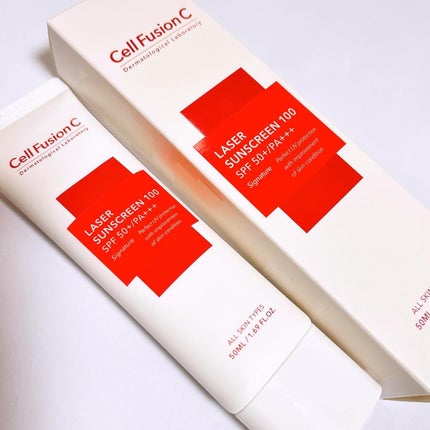 Cell Fusion C
Dermatological Laboratory
LASER
SUNSCREEN 100
SPF 50+/PA+++
Signature
Perfect UV protection
with improvement
of skin condition
ALL SKIN TYPES
50ML / 1.69 FL.OZ.
Cell Fusion C
Dermatological Laboratory
LASER
SUNSCREEN 100
SPF 50+/PA+++
Signature
Perfect UV protection
with improvement
of skin condition
ALL SKIN
50ML